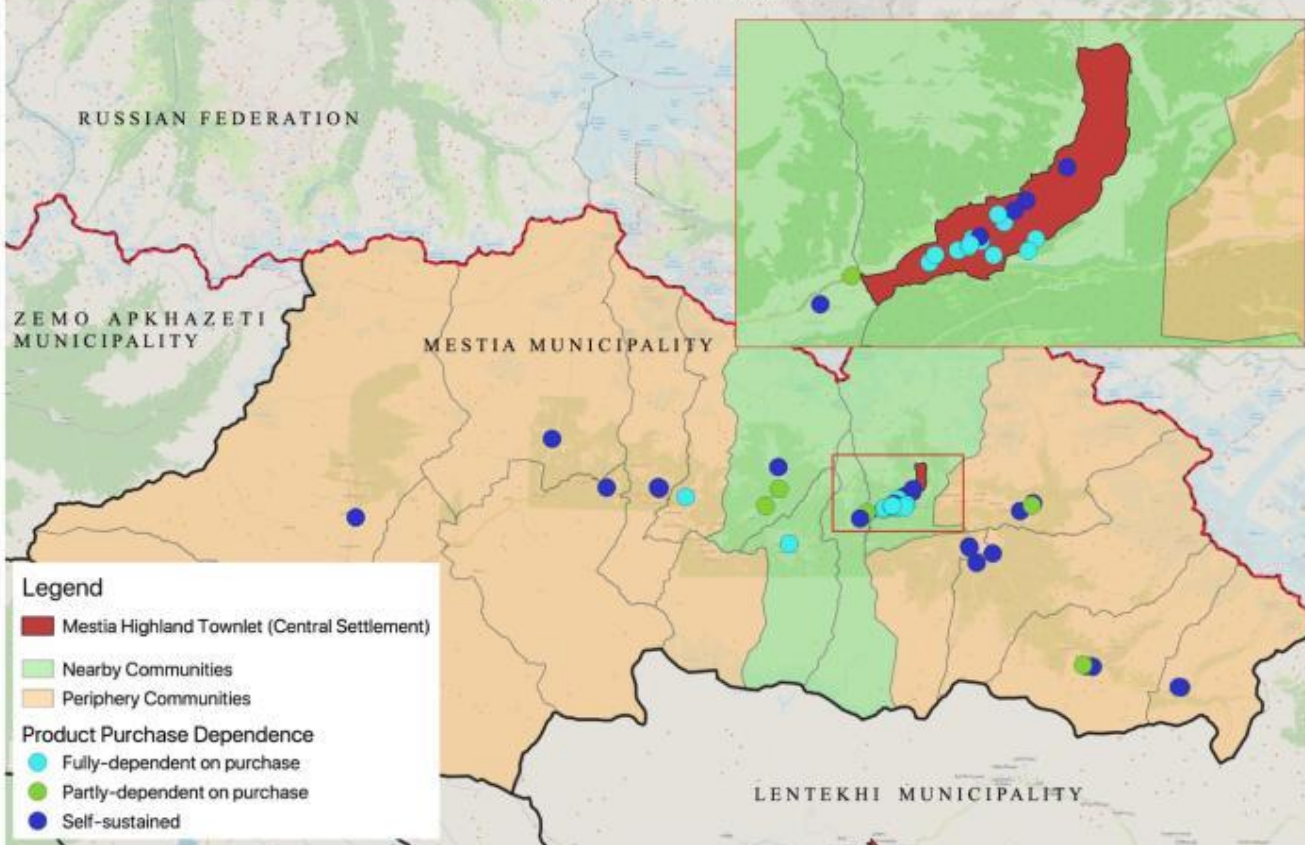 RUSSIAN FEDERATION
ZEMO APKHAZETI
MUNICIPALITY
MESTIA MUNICIPALITY
Legend
Mestia Highland Townlet (Central Settlement)
Nearby Communities
Periphery Communities
Product Purchase Dependence
Fully-dependent on purchase
Partly-dependent on purchase
Self-sustained
LENTEKHI MUNICIPALITY